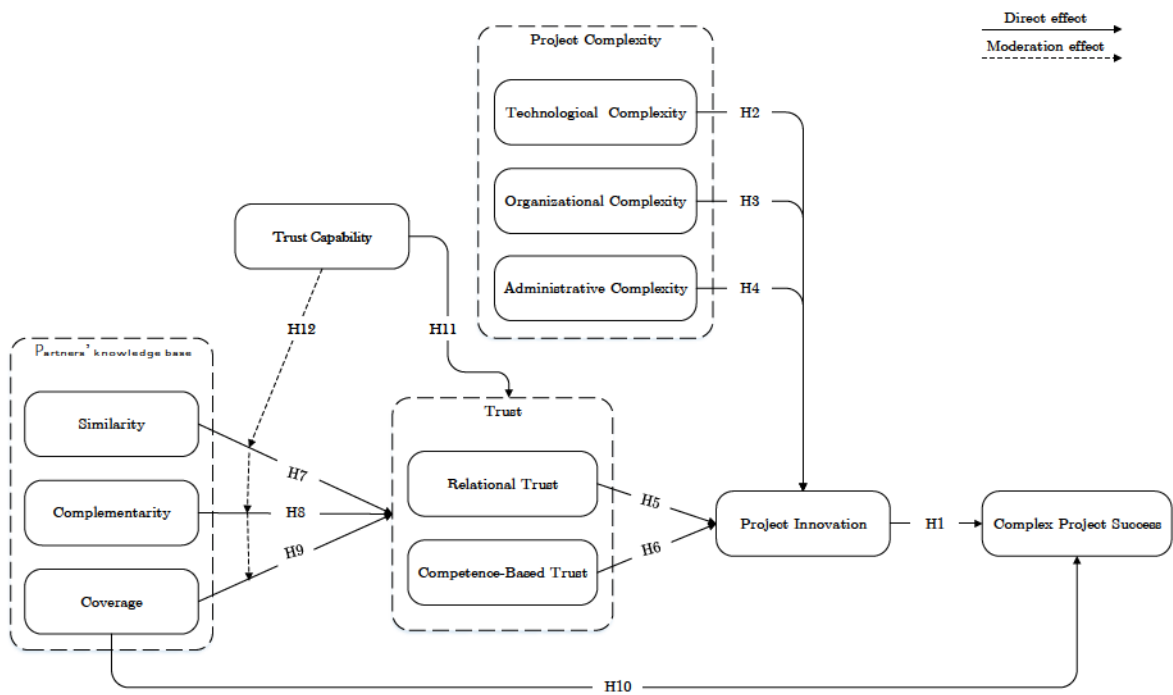 Direct effect
Moderation effect
Project Complexity
Technological Complexity
H2
Organizational Complexity
H3
Administrative Complexity
H4
Trust Capability
H12
H11
Partners' knowledge base
Similarity
Complementarity
Coverage
H7
H8
H9
Trust
Relational Trust
Competence-Based Trust
H5
H6
Project Innovation
H1
Complex Project Success
H10